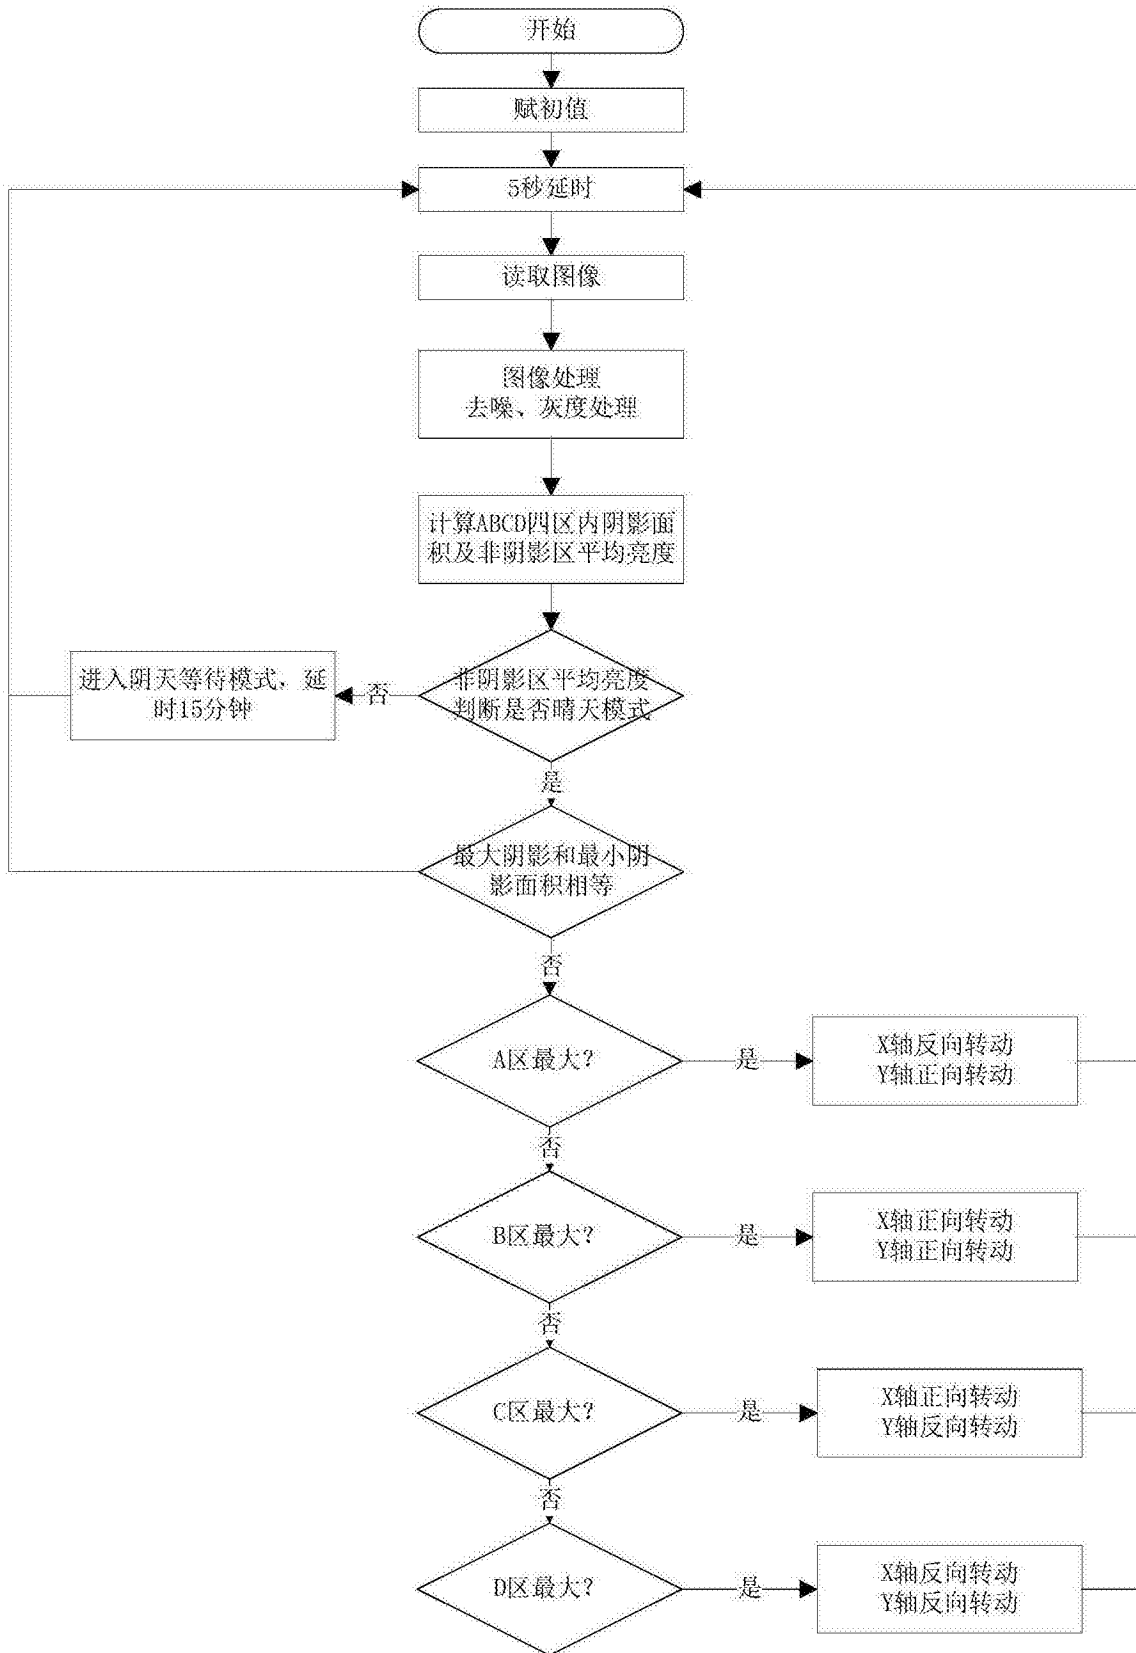 开始
赋初值
5秒延时
读取图像
图像处理
去噪、灰度处理
计算ABCD四区内阴影面
积及非阴影区平均亮度
非阴影区平均亮度
判断是否晴天模式
否
进入阴天等待模式，延
时15分钟
是
最大阴影和最小阴
影面积相等
否
A区最大?
是
X轴反向转动
Y轴正向转动
否
B区最大?
是
X轴正向转动
Y轴正向转动
否
C区最大?
是
X轴正向转动
Y轴反向转动
否
D区最大?
是
X轴反向转动
Y轴反向转动